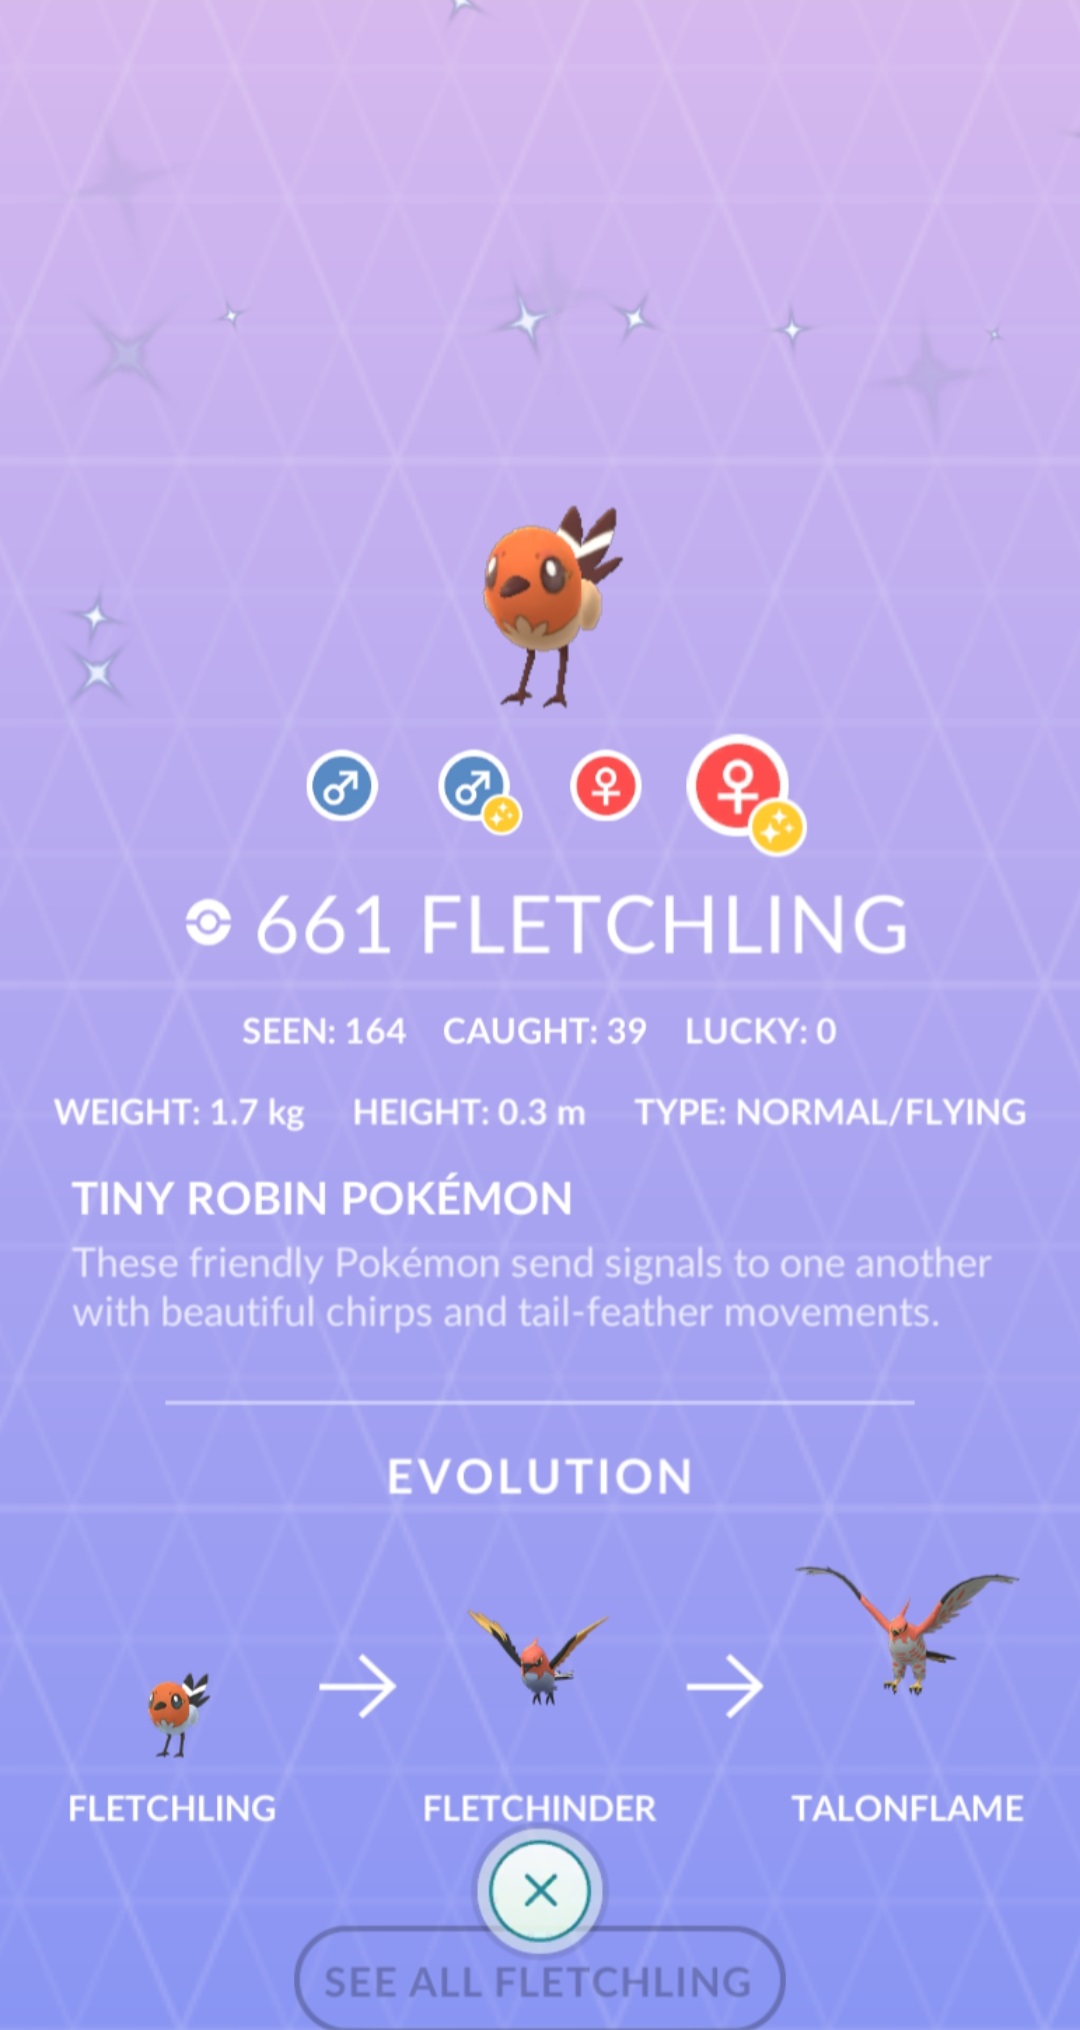 661 FLETCHLING
SEEN: 164 CAUGHT: 39 LUCKY: 0
WEIGHT: 1.7 kg HEIGHT: 0.3 m TYPE: NORMAL/FLYING
TINY ROBIN POKÉMON
These friendly Pokémon send signals to one another
with beautiful chirps and tail-feather movements.
EVOLUTION
FLETCHLING FLETCHINDER TALONFLAME
SEE ALL FLETCHLING